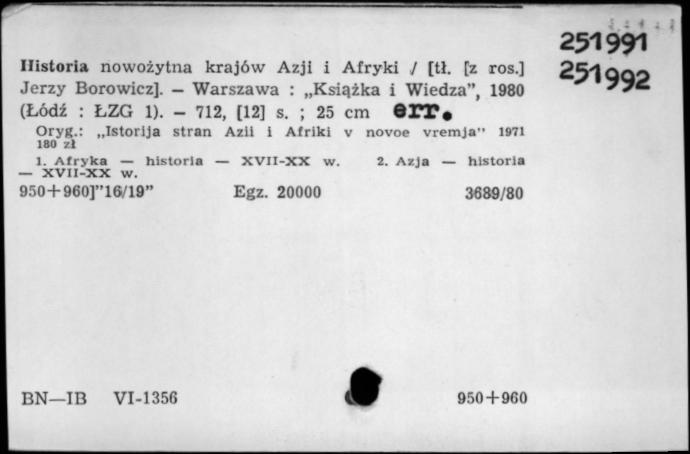 251991
251992
Historia nowożytna krajów Azji i Afryki / [tł. [z ros.]
Jerzy Borowicz]. — Warszawa : „Książka i Wiedza”, 1980
(Łódź : ŁZG 1). — 712, [12] s. ; 25 cm err.
Oryg.: „Istorija stran Azii i Afriki v novoe vremja” 1971
180 zł
1. Afryka — historia — XVII-XX w. 2. Azja — historia
— XVII-XX w.
950+960]”16/19” Egz. 20000 3689/80
BN—IB VI-1356 950+960